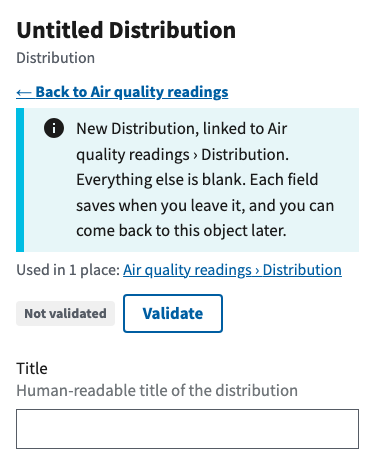 Untitled Distribution
Distribution
← Back to Air quality readings
New Distribution, linked to Air
quality readings › Distribution.
Everything else is blank. Each field
saves when you leave it, and you can
come back to this object later.
Used in 1 place: Air quality readings › Distribution
Not validated Validate
Title
Human-readable title of the distribution